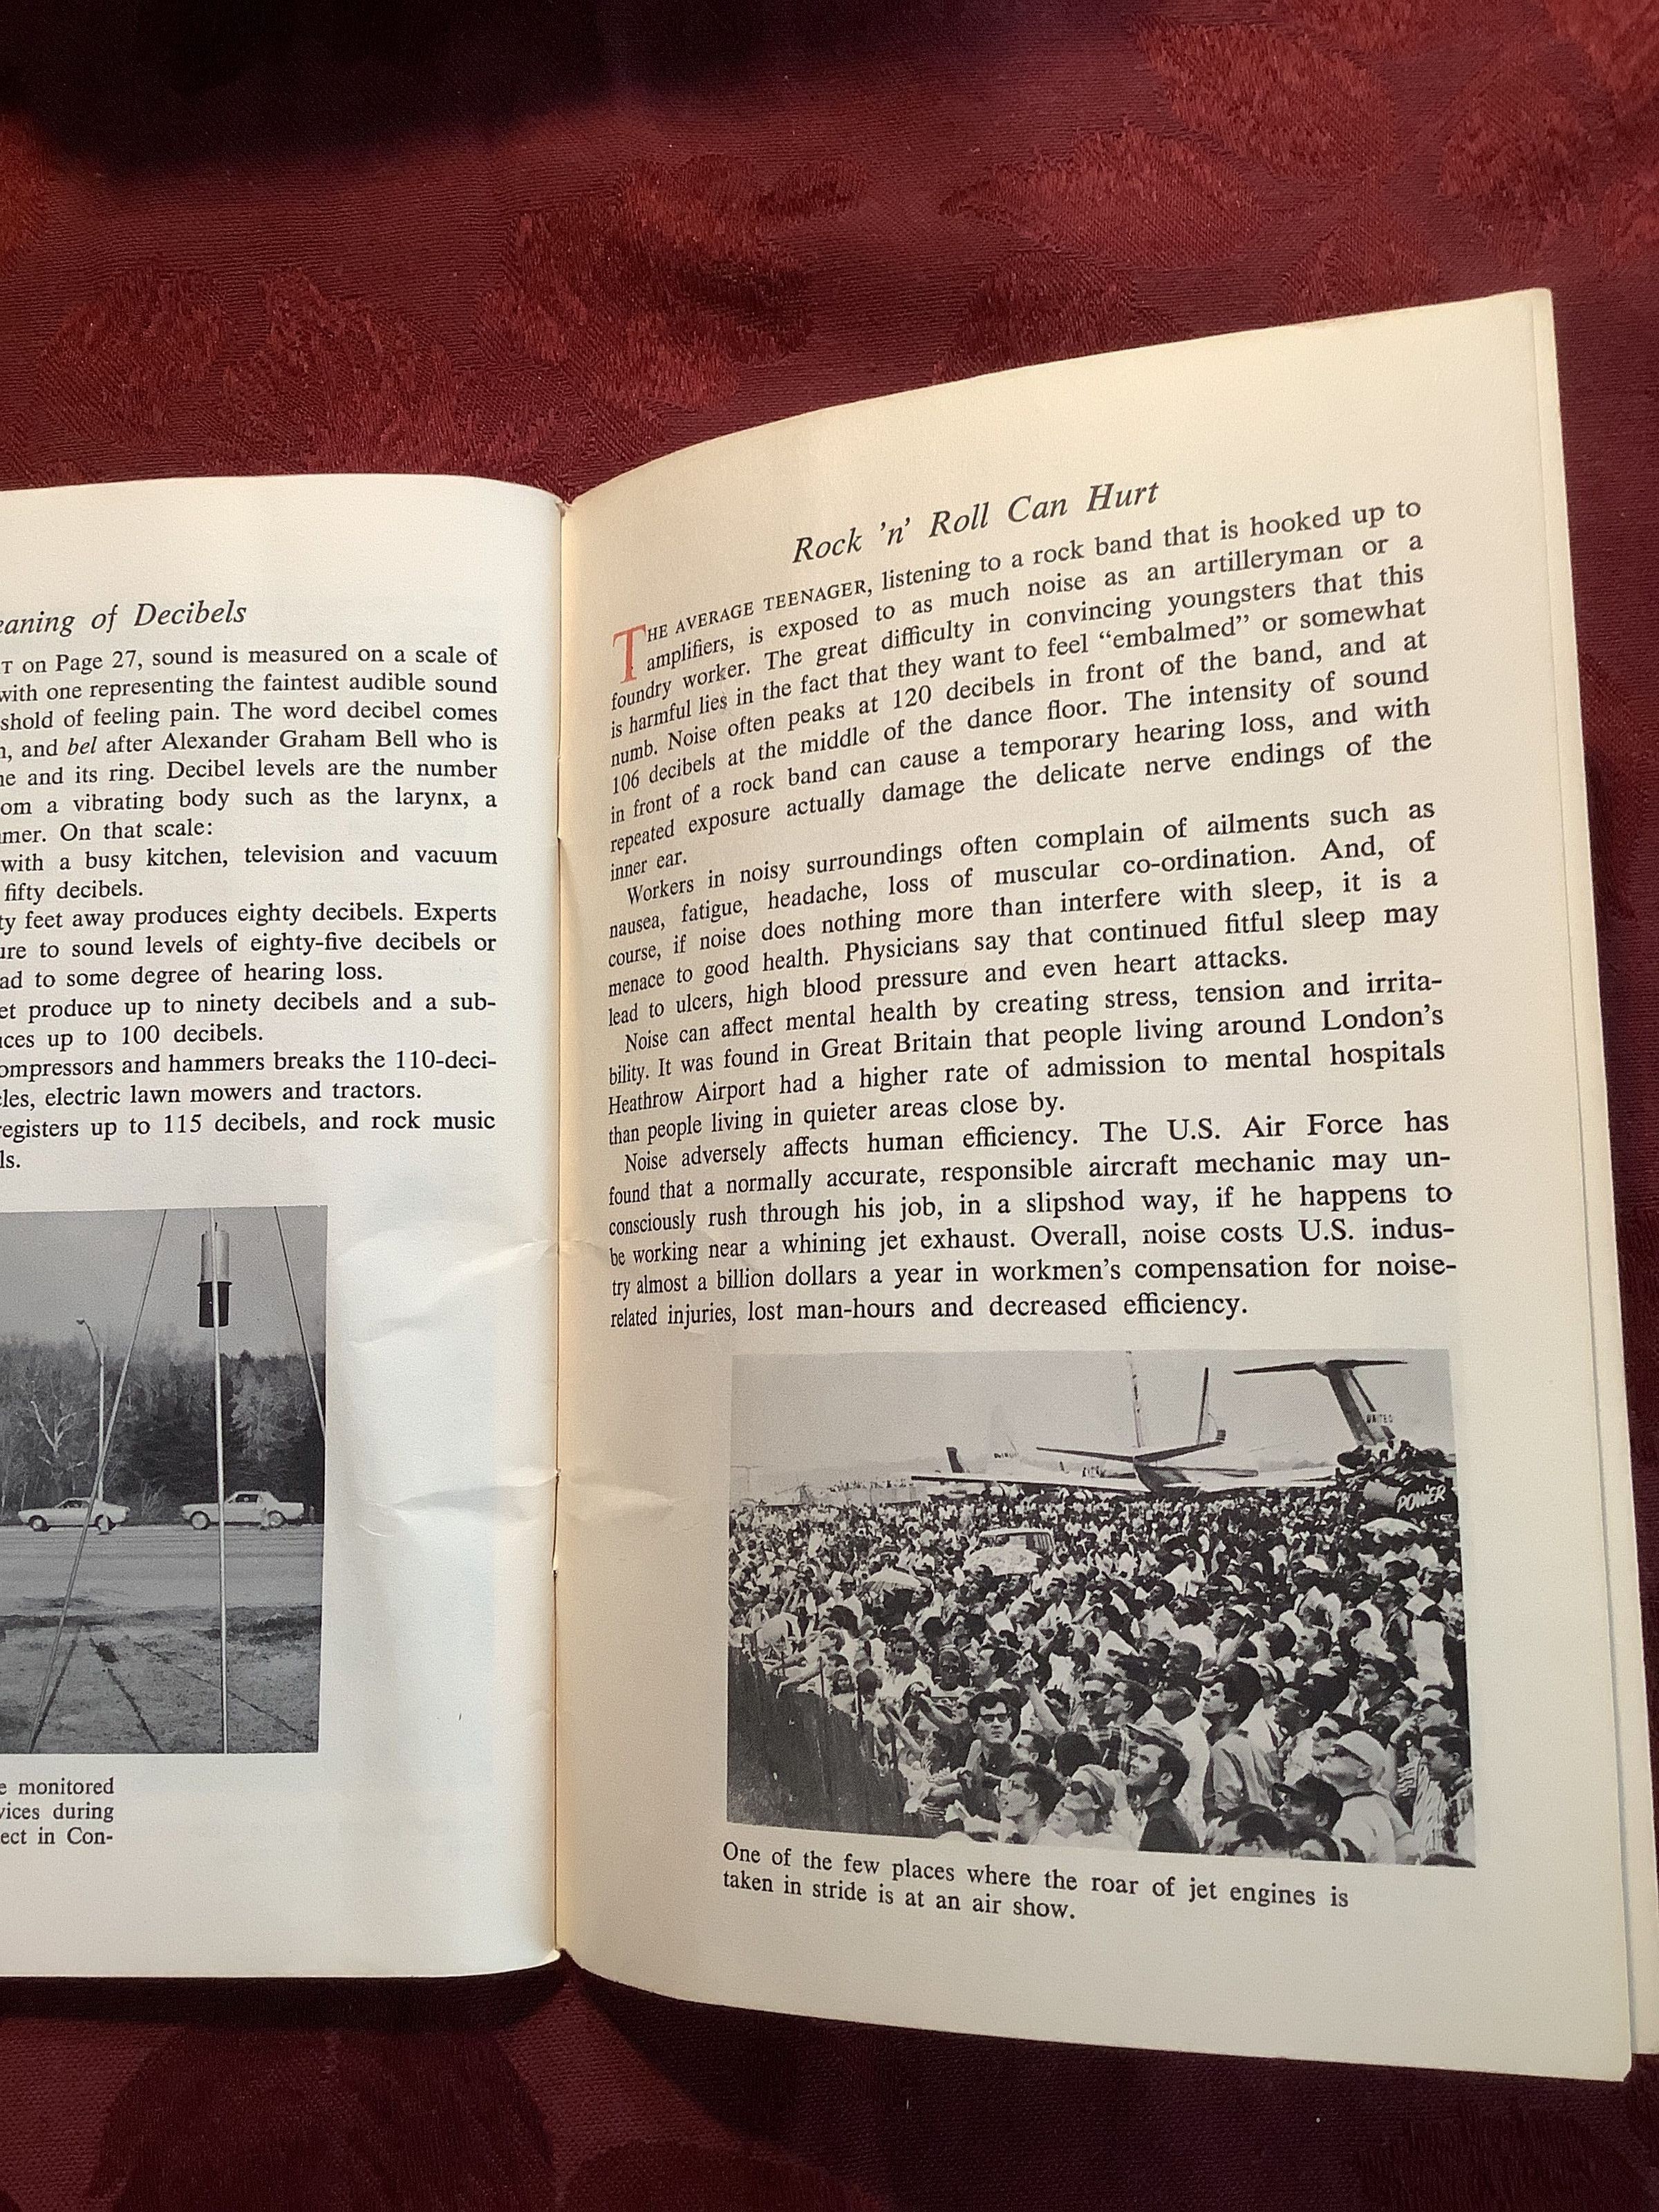 eaning of Decibels
T on Page 27, sound is measured on a scale of
with one representing the faintest audible sound
shold of feeling pain. The word decibel comes
n, and bel after Alexander Graham Bell who is
ne and its ring. Decibel levels are the number
om a vibrating body such as the larynx, a
mer. On that scale:
with a busy kitchen, television and vacuum
fifty decibels.
ty feet away produces eighty decibels. Experts
ure to sound levels of eighty-five decibels or
ad to some degree of hearing loss.
et produce up to ninety decibels and a sub-
ces up to 100 decibels.
ompressors and hammers breaks the 110-deci-
cles, electric lawn mowers and tractors.
registers up to 115 decibels, and rock music
ls.
e monitored
vices during
ect in Con-
Rock 'n' Roll Can Hurt
THE AVERAGE TEENAGER, listening to a rock band that is hooked up to
amplifiers, is exposed to as much noise as an artilleryman or a
foundry worker. The great difficulty in convincing youngsters that this
is harmful lies in the fact that they want to feel “embalmed” or somewhat
numb. Noise often peaks at 120 decibels in front of the band, and at
106 decibels at the middle of the dance floor. The intensity of sound
in front of a rock band can cause a temporary hearing loss, and with
repeated exposure actually damage the delicate nerve endings of the
inner ear.
Workers in noisy surroundings often complain of ailments such as
nausea, fatigue, headache, loss of muscular co-ordination. And, of
course, if noise does nothing more than interfere with sleep, it is a
menace to good health. Physicians say that continued fitful sleep may
lead to ulcers, high blood pressure and even heart attacks.
Noise can affect mental health by creating stress, tension and irrita-
bility. It was found in Great Britain that people living around London's
Heathrow Airport had a higher rate of admission to mental hospitals
than people living in quieter areas close by.
Noise adversely affects human efficiency. The U.S. Air Force has
found that a normally accurate, responsible aircraft mechanic may un-
consciously rush through his job, in a slipshod way, if he happens to
be working near a whining jet exhaust. Overall, noise costs U.S. indus-
try almost a billion dollars a year in workmen's compensation for noise-
related injuries, lost man-hours and decreased efficiency.
UNITED
POWER
One of the few places where the roar of jet engines is
taken in stride is at an air show.